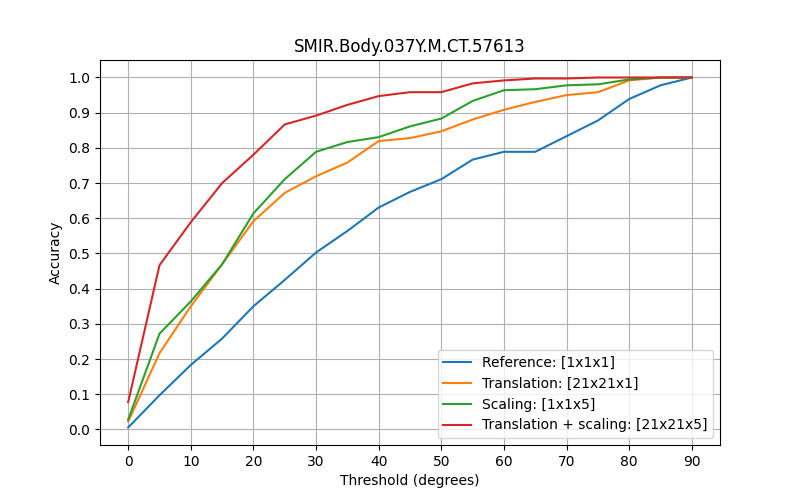 SMIR.Body.037Y.M.CT.57613
Accuracy
1.0
0.9
0.8
0.7
0.6
0.5
0.4
0.3
0.2
0.1
0.0
Reference: [1x1x1]
Translation: [21x21x1]
Scaling: [1x1x5]
Translation + scaling: [21x21x5]
0 10 20 30 40 50 60 70 80 90
Threshold (degrees)